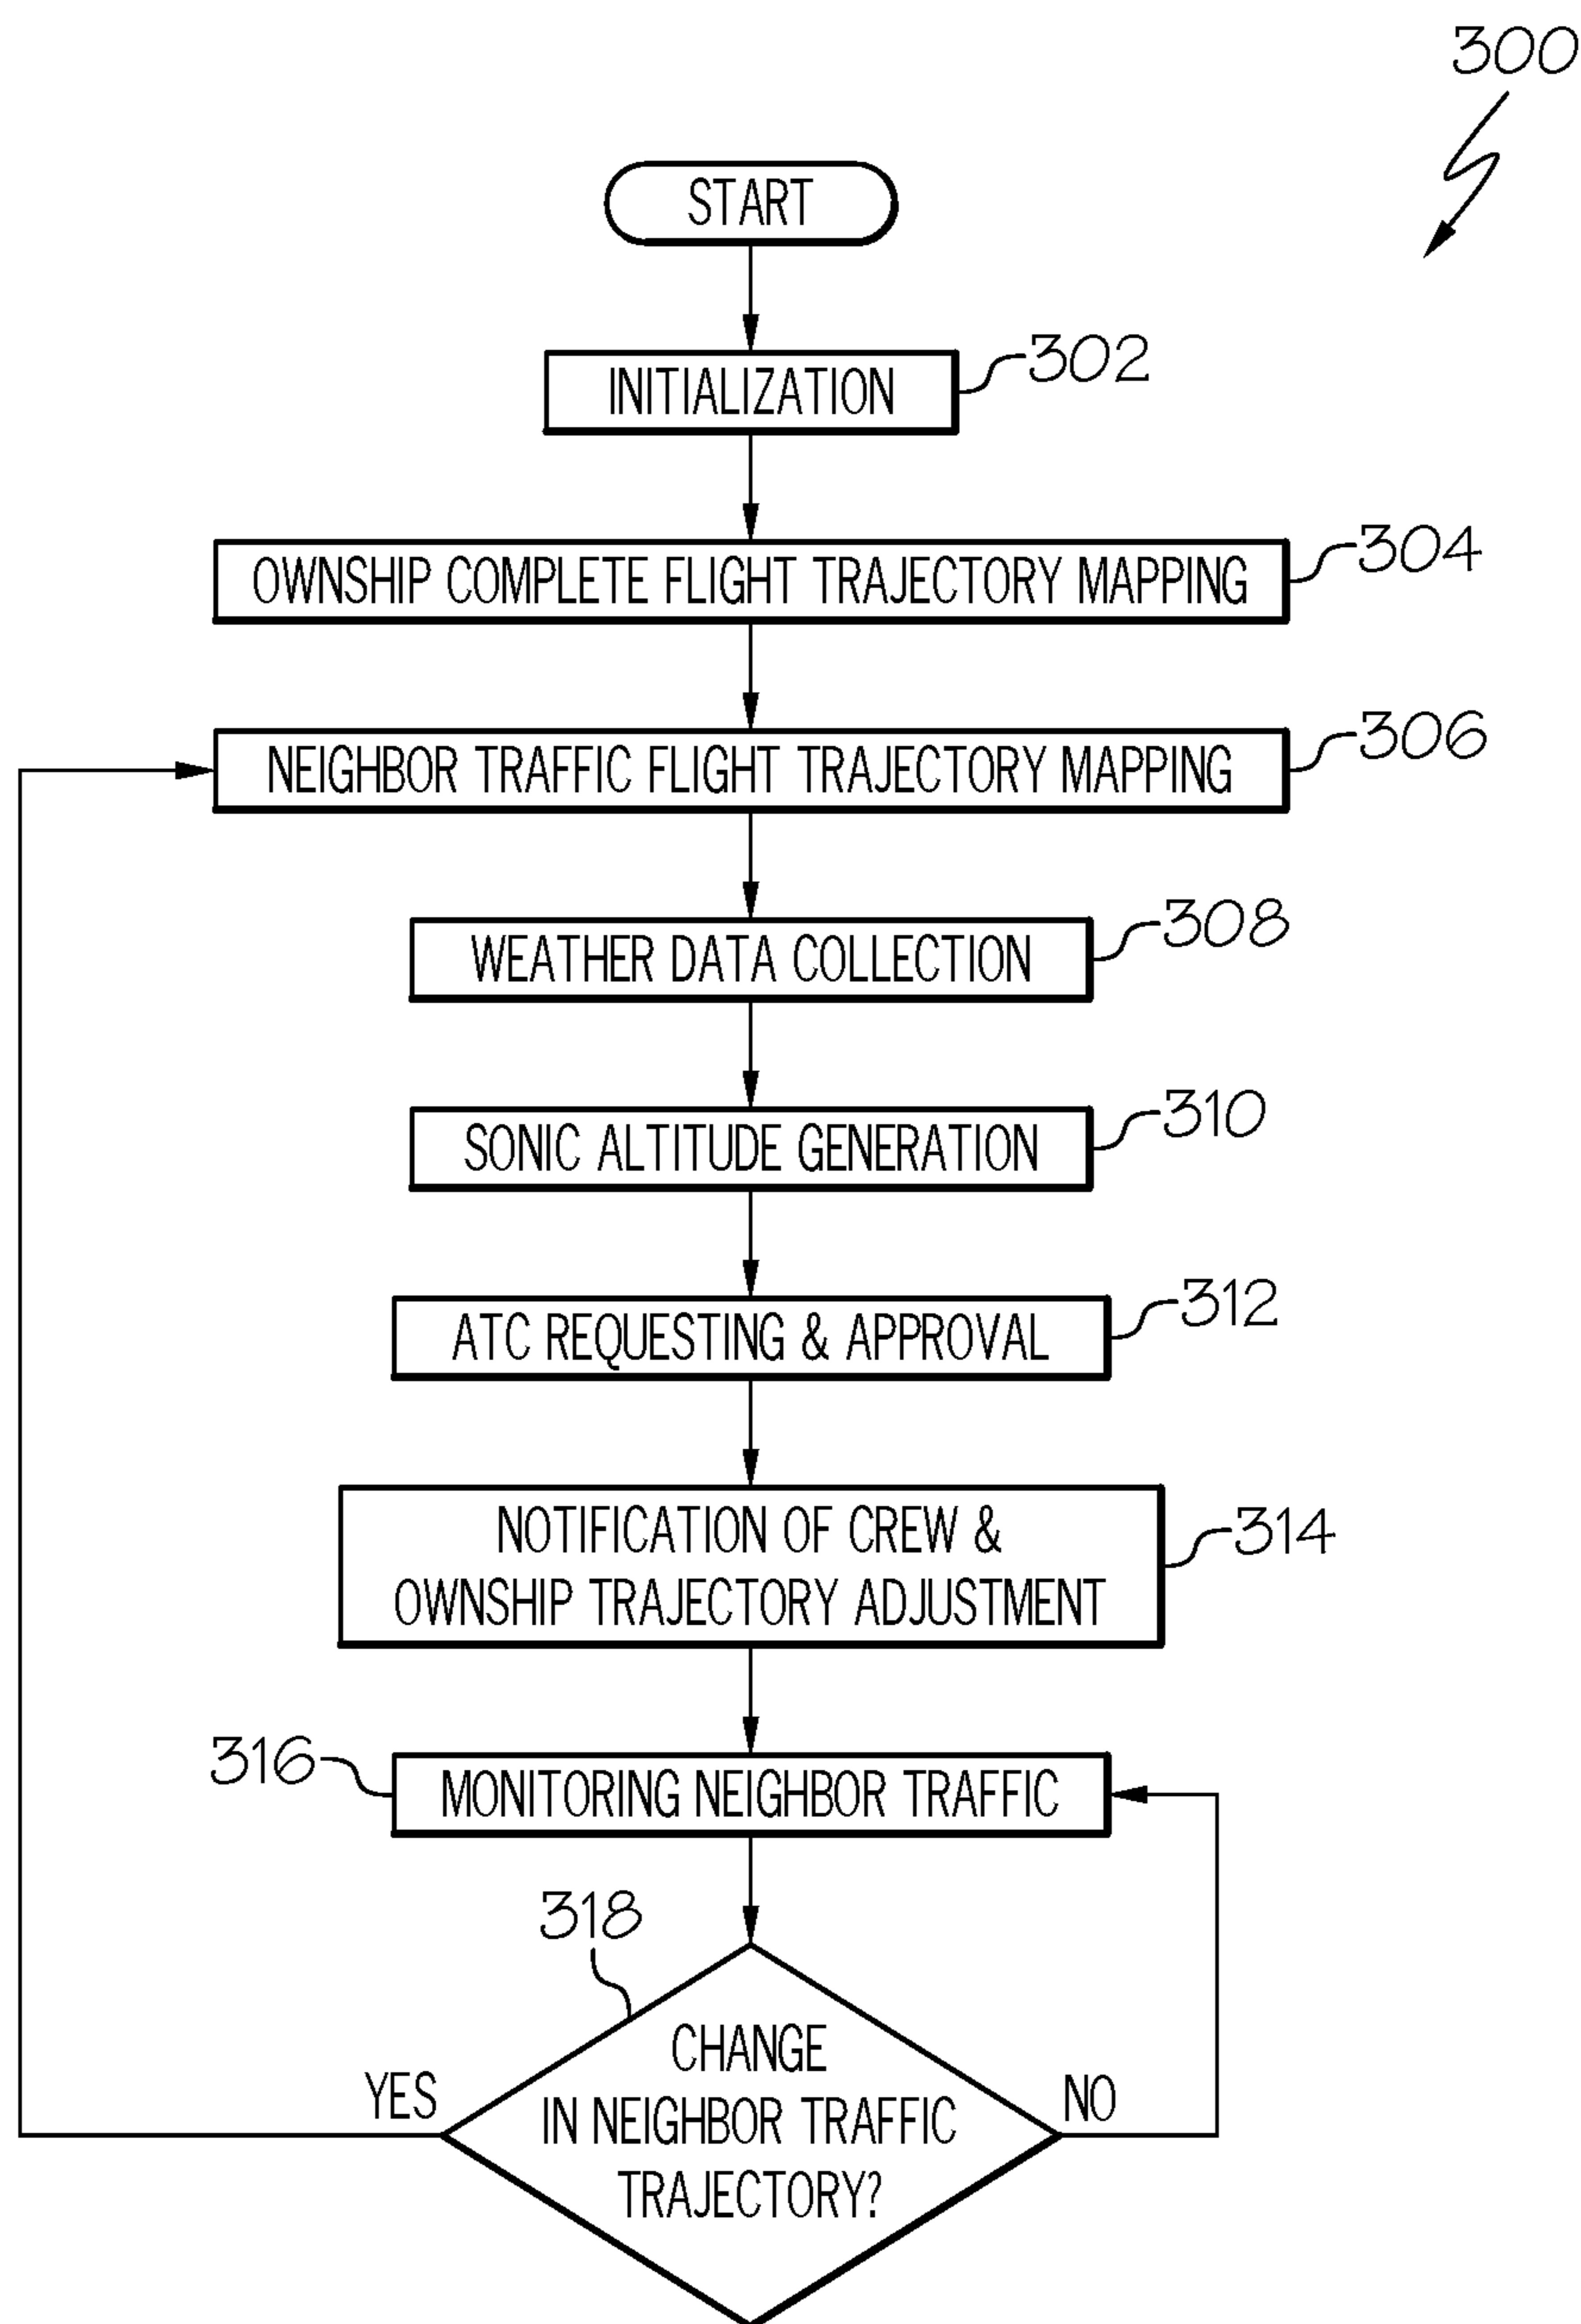 300
START
INITIALIZATION
302
OWNSHIP COMPLETE FLIGHT TRAJECTORY MAPPING
304
NEIGHBOR TRAFFIC FLIGHT TRAJECTORY MAPPING
306
WEATHER DATA COLLECTION
308
SONIC ALTITUDE GENERATION
310
ATC REQUESTING & APPROVAL
312
NOTIFICATION OF CREW &
OWNSHIP TRAJECTORY ADJUSTMENT
314
316
MONITORING NEIGHBOR TRAFFIC
318
CHANGE
IN NEIGHBOR TRAFFIC
TRAJECTORY?
YES
NO